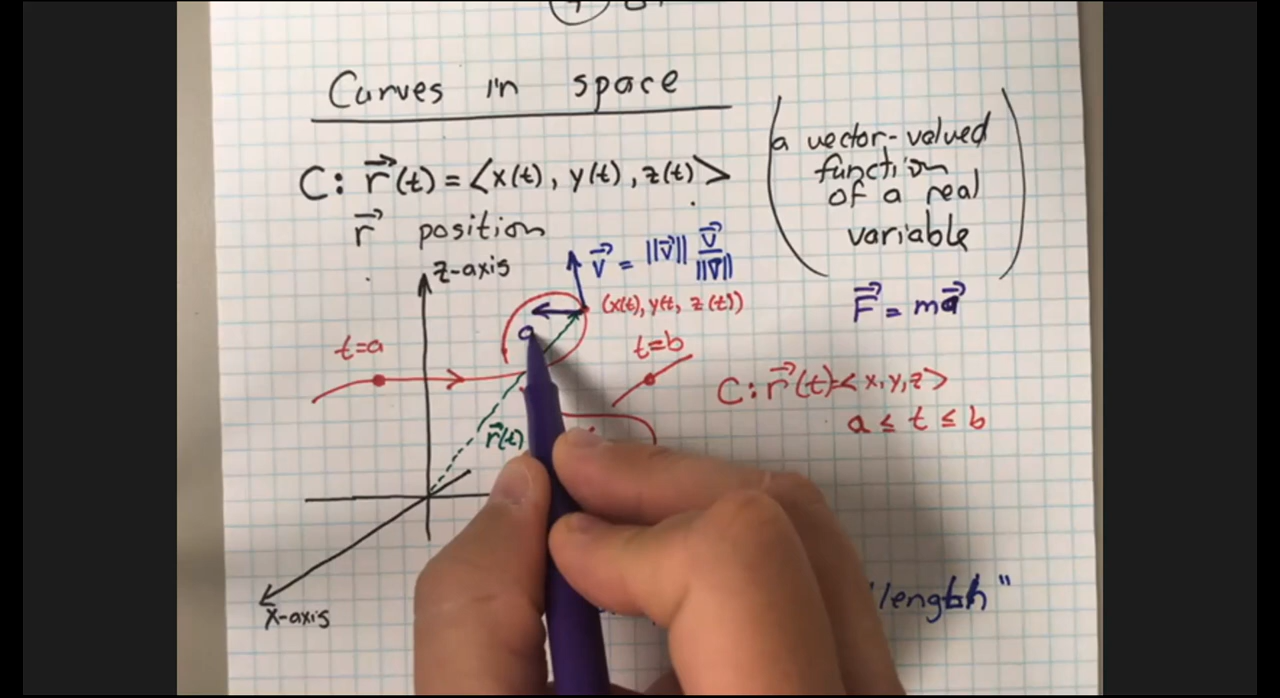 Curves in space
C: r⃗(t) = <x(t), y(t), z(t)>
r⃗ position
(a vector-valued
function
of a real
variable)
z-axis
v⃗ = ||v⃗|| v⃗/||v⃗||
(x(t), y(t, z(t))
F⃗ = ma⃗
t=a
a
t=b
C: r⃗(t)=<x,y,z>
a ≤ t ≤ b
r⃗(t)
x-axis
length"